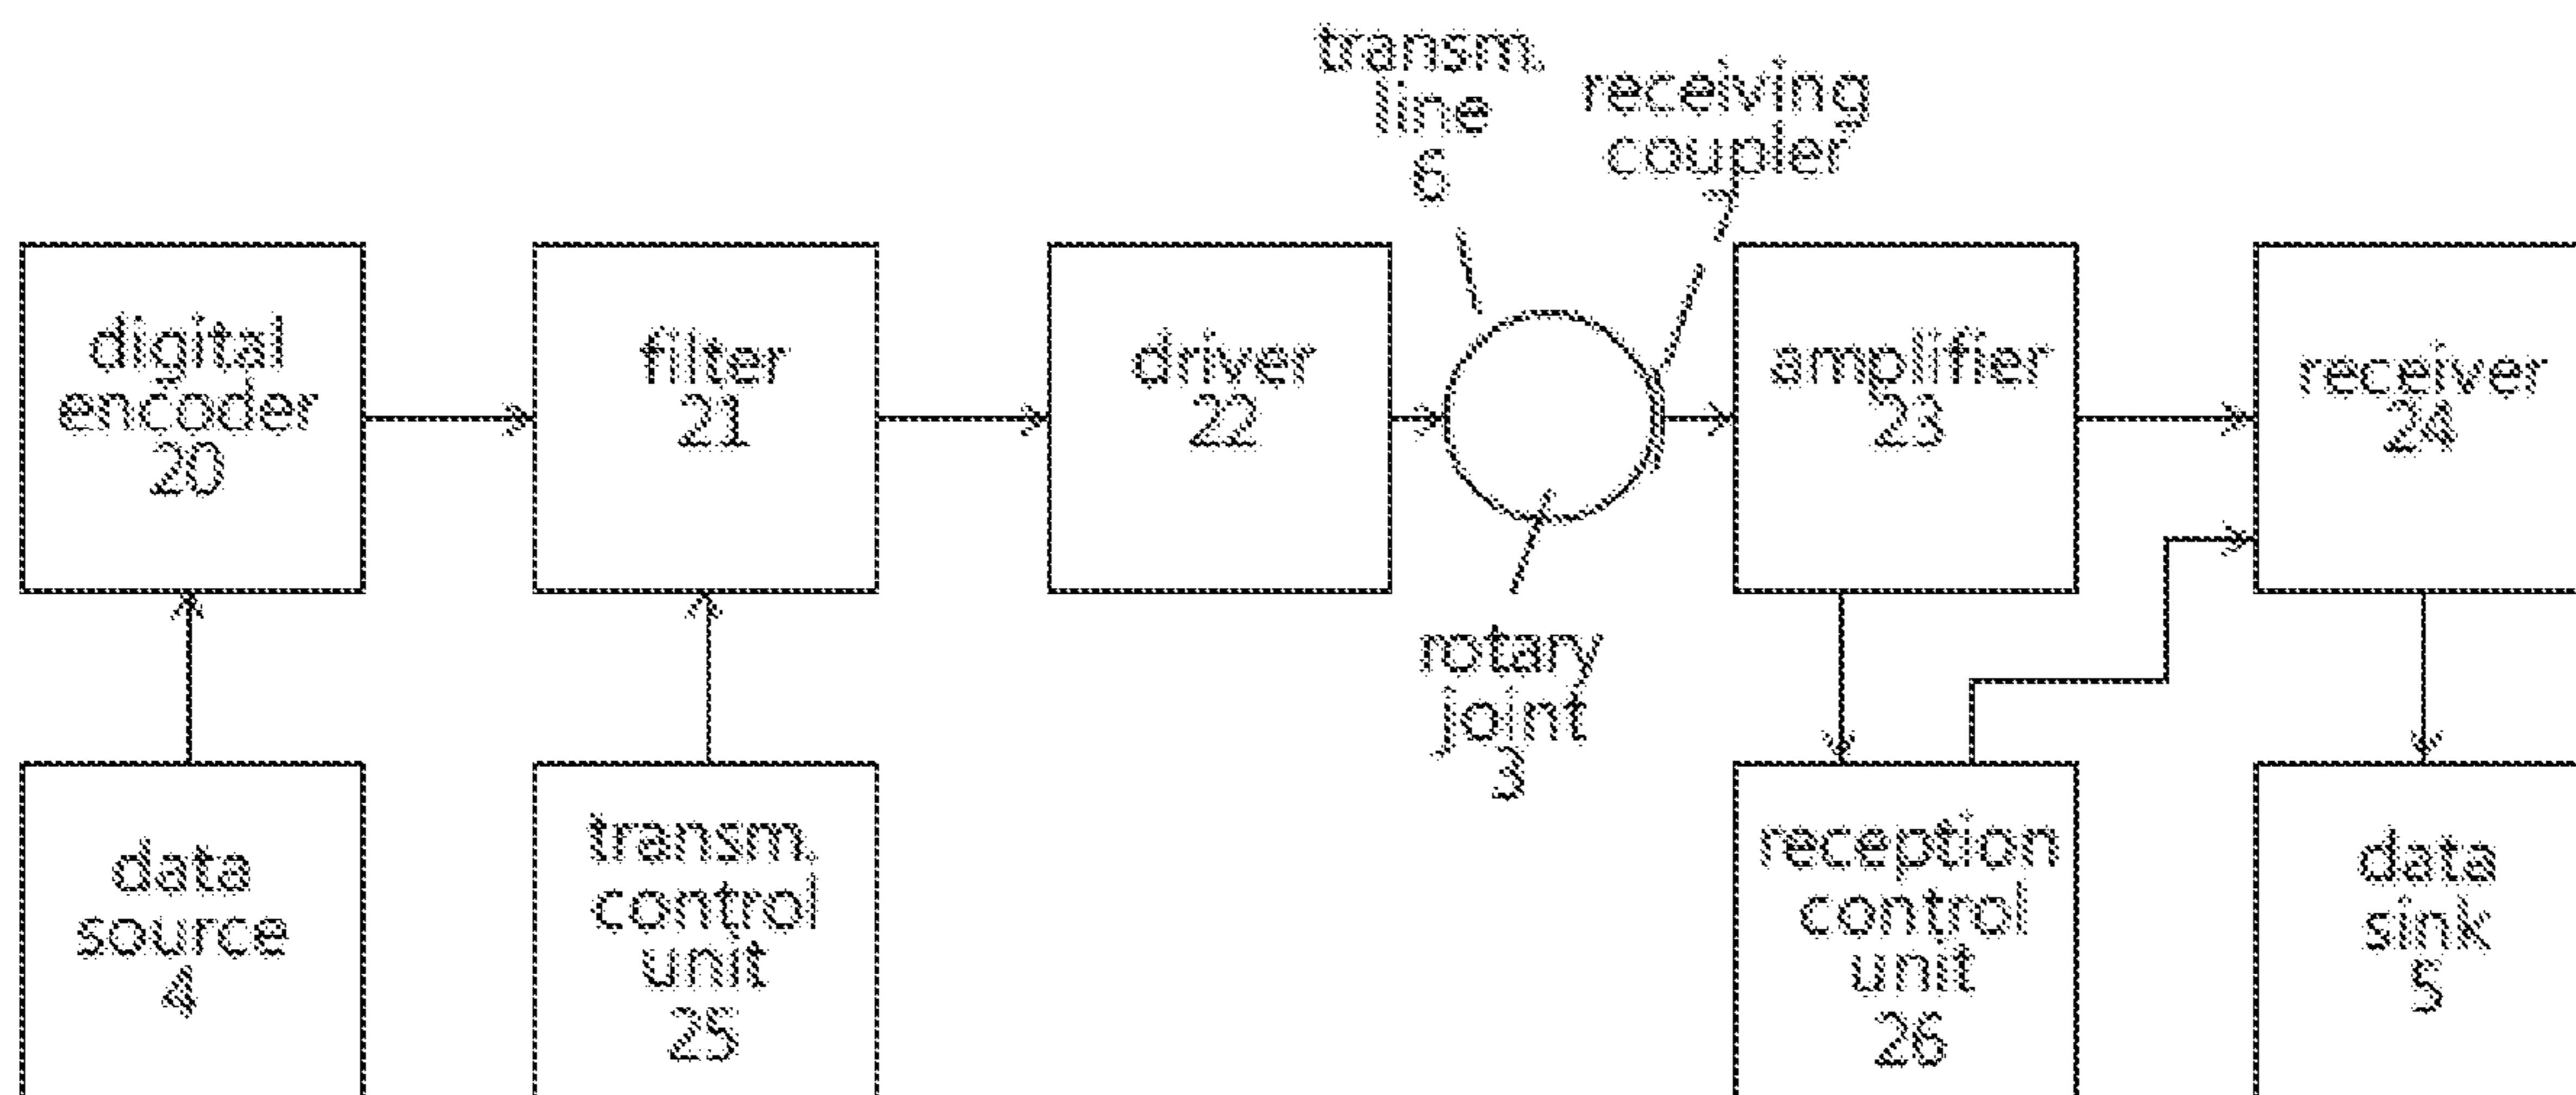 transm.
line
6
receiving
coupler
7
digital
encoder
20
filter
21
driver
22
amplifier
23
receiver
24
rotary
joint
3
data
source
4
transm.
control
unit
25
reception
control
unit
26
data
sink
5